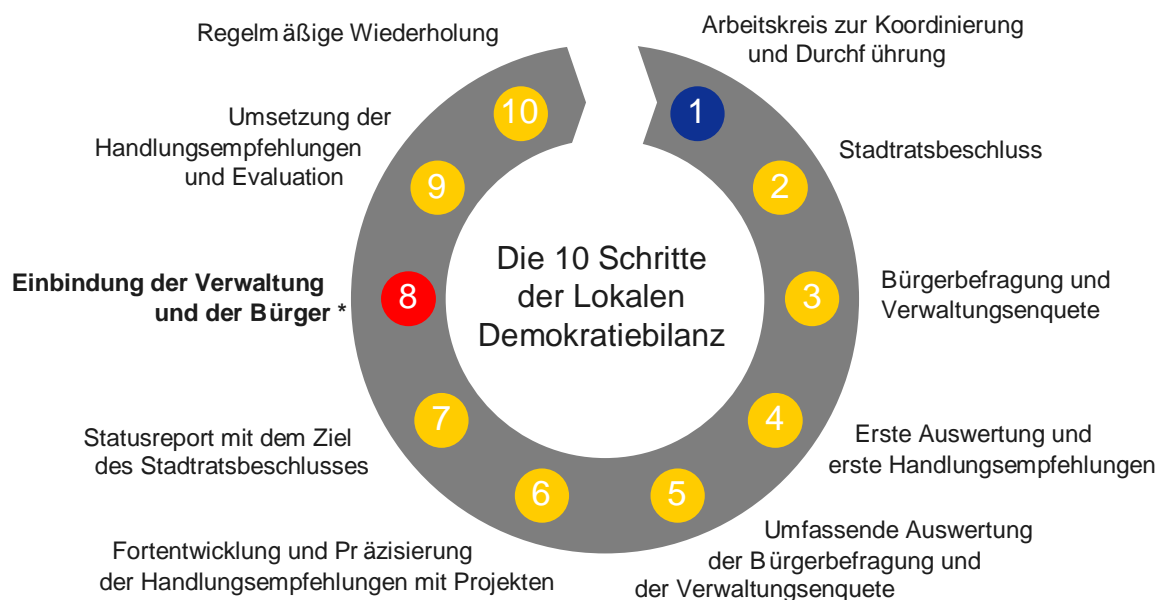 Die 10 Schritte
der Lokalen
Demokratiebilanz
1
Arbeitskreis zur Koordinierung
und Durchführung
2
Stadtratsbeschluss
3
Bürgerbefragung und
Verwaltungsenquete
4
Erste Auswertung und
erste Handlungsempfehlungen
5
Umfassende Auswertung
der Bürgerbefragung und
der Verwaltungsenquete
6
Fortentwicklung und Präzisierung
der Handlungsempfehlungen mit Projekten
7
Statusreport mit dem Ziel
des Stadtratsbeschlusses
8
Einbindung der Verwaltung
und der Bürger *
9
Umsetzung der
Handlungsempfehlungen
und Evaluation
10
Regelmäßige Wiederholung